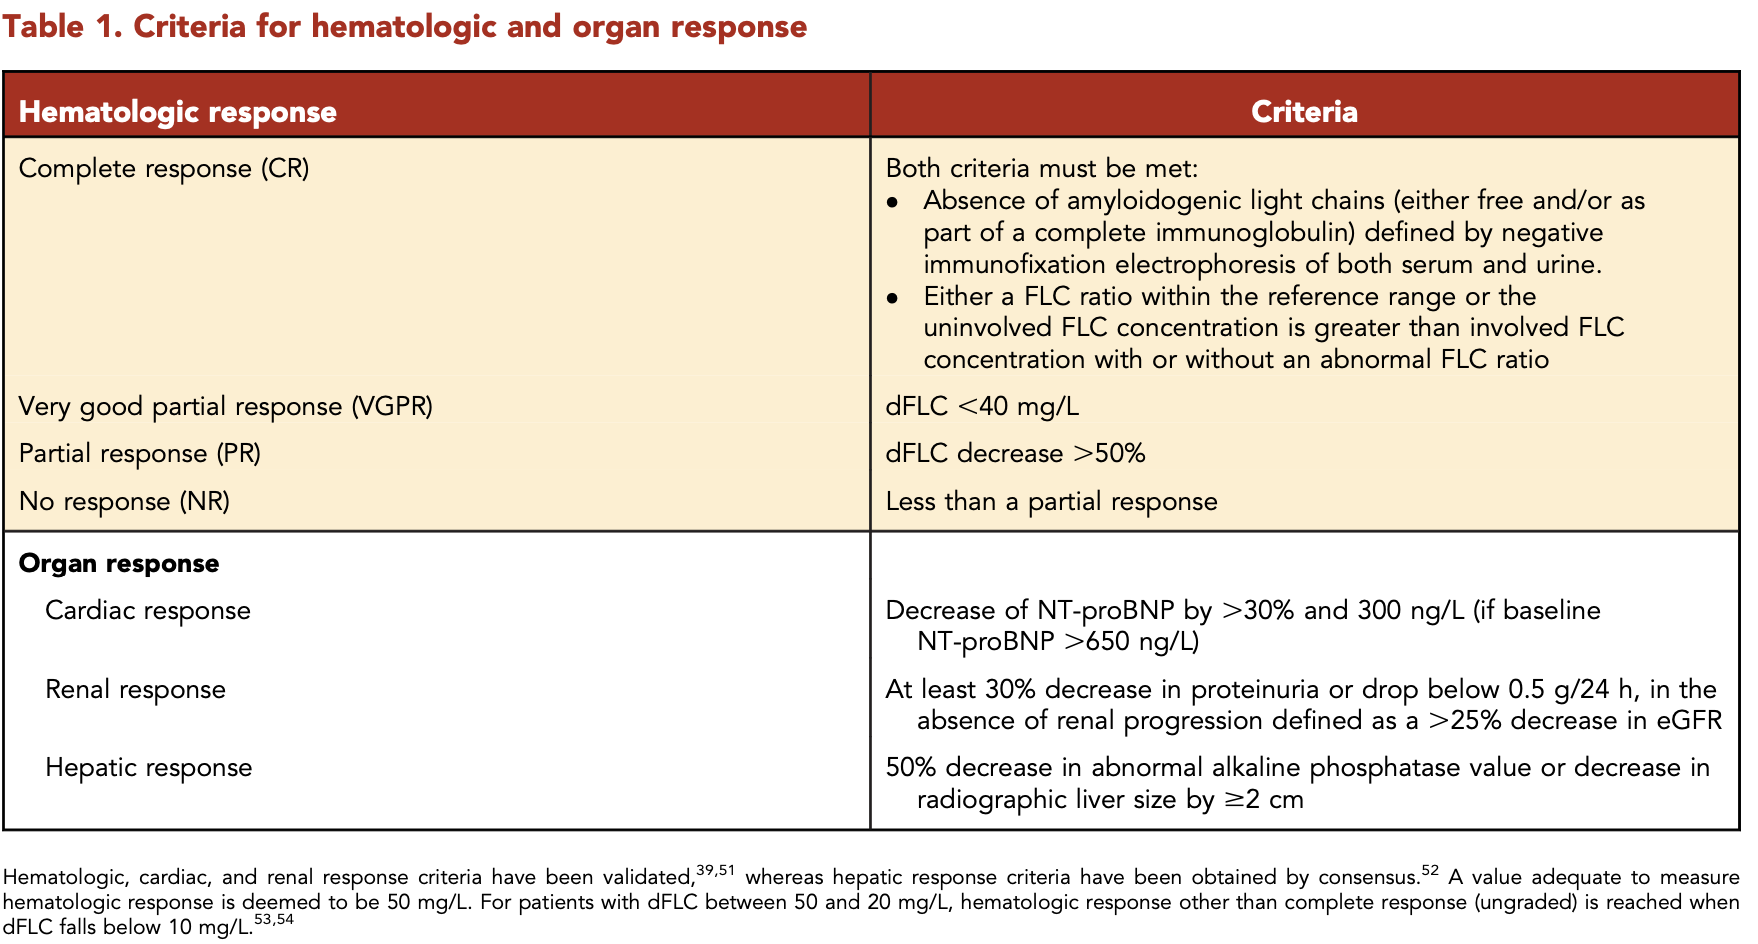 Table 1. Criteria for hematologic and organ response
Hematologic response
Criteria
Complete response (CR)
Both criteria must be met:
• Absence of amyloidogenic light chains (either free and/or as
part of a complete immunoglobulin) defined by negative
immunofixation electrophoresis of both serum and urine.
• Either a FLC ratio within the reference range or the
uninvolved FLC concentration is greater than involved FLC
concentration with or without an abnormal FLC ratio
Very good partial response (VGPR)
dFLC <40 mg/L
Partial response (PR)
dFLC decrease >50%
No response (NR)
Less than a partial response
Organ response
Cardiac response
Decrease of NT-proBNP by >30% and 300 ng/L (if baseline
NT-proBNP >650 ng/L)
Renal response
At least 30% decrease in proteinuria or drop below 0.5 g/24 h, in the
absence of renal progression defined as a >25% decrease in eGFR
Hepatic response
50% decrease in abnormal alkaline phosphatase value or decrease in
radiographic liver size by ≥2 cm
Hematologic, cardiac, and renal response criteria have been validated,39,51 whereas hepatic response criteria have been obtained by consensus.52 A value adequate to measure
hematologic response is deemed to be 50 mg/L. For patients with dFLC between 50 and 20 mg/L, hematologic response other than complete response (ungraded) is reached when
dFLC falls below 10 mg/L.53,54